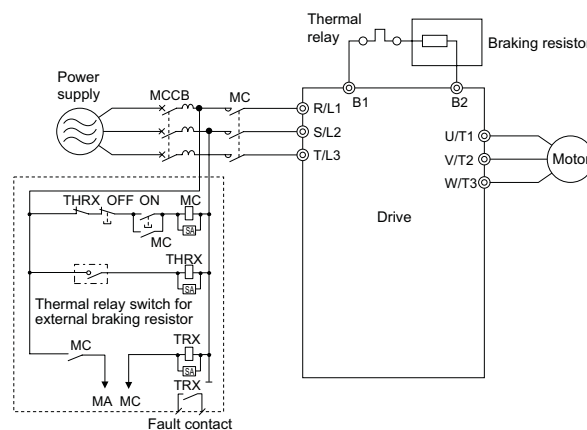 Thermal
relay
Braking resistor
Power
supply
MCCB
MC
R/L1
B1
B2
S/L2
U/T1
T/L3
V/T2
Motor
W/T3
Drive
THRX OFF ON
MC
SA
MC
THRX
SA
Thermal relay switch for
external braking resistor
MC
TRX
SA
MA MC
TRX
Fault contact